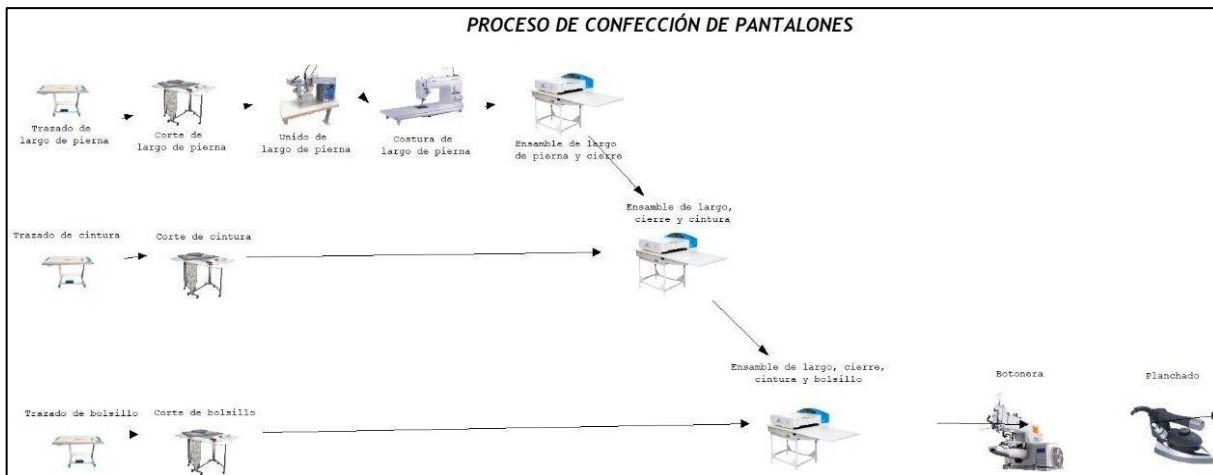 PROCESO DE CONFECCIÓN DE PANTALONES
Trazado de
largo de pierna
Corte de
largo de pierna
Unido de
largo de pierna
Costura de
largo de pierna
Ensamble de largo
de pierna y cierre
Ensamble de largo,
cierre y cintura
Trazado de cintura
Corte de cintura
Ensamble de largo, cierre,
cintura y bolsillo
Botonera
Planchado
Trazado de bolsillo
Corte de bolsillo